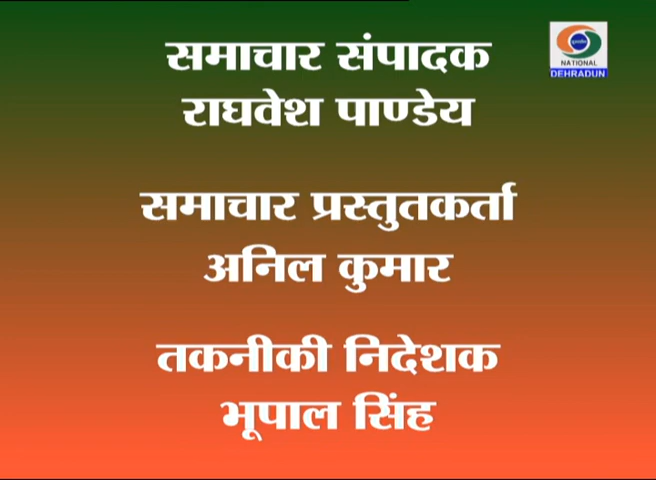 समाचार संपादक
राघवेश पाण्डेय
समाचार प्रस्तुतकर्ता
अनिल कुमार
तकनीकी निदेशक
भूपाल सिंह
NATIONAL
DEHRADUN